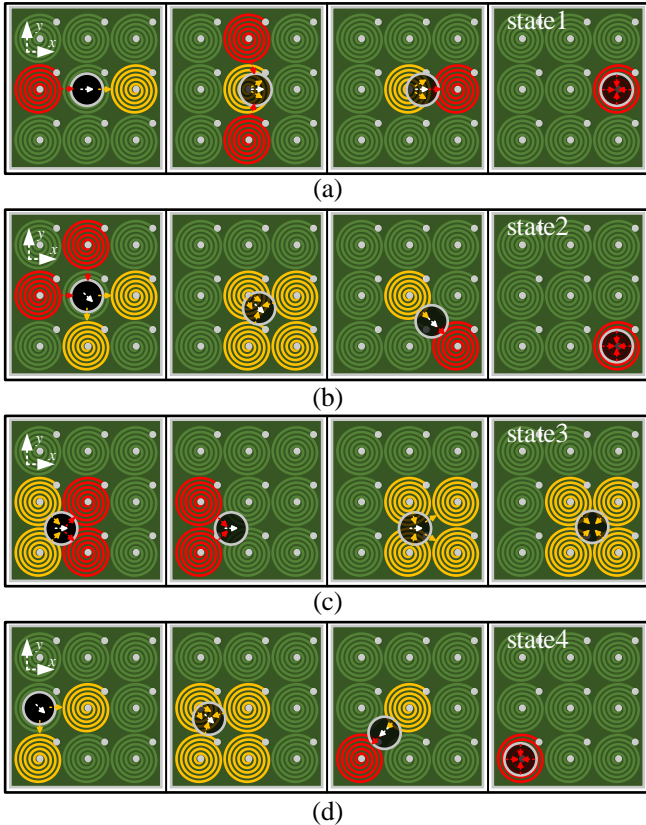 y
x
state1
(a)
y
x
state2
(b)
y
x
state3
(c)
y
x
state4
(d)